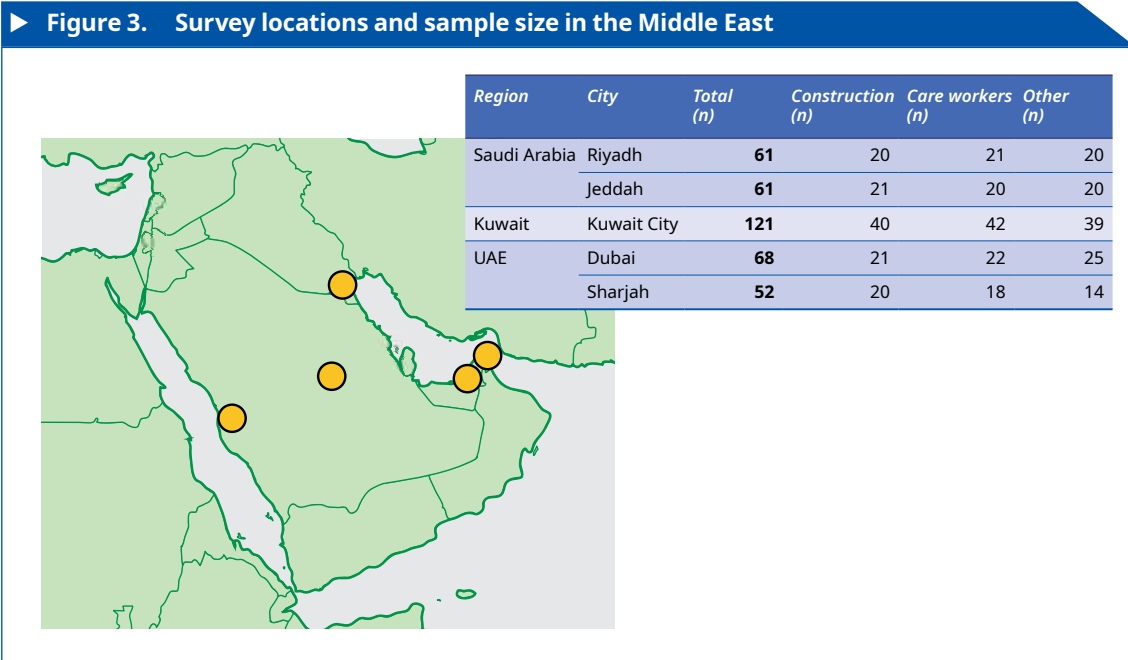 ▶ Figure 3. Survey locations and sample size in the Middle East
Region City Total (n) Construction (n) Care workers (n) Other (n)
Saudi Arabia Riyadh 61 20 21 20
Jeddah 61 21 20 20
Kuwait Kuwait City 121 40 42 39
UAE Dubai 68 21 22 25
Sharjah 52 20 18 14